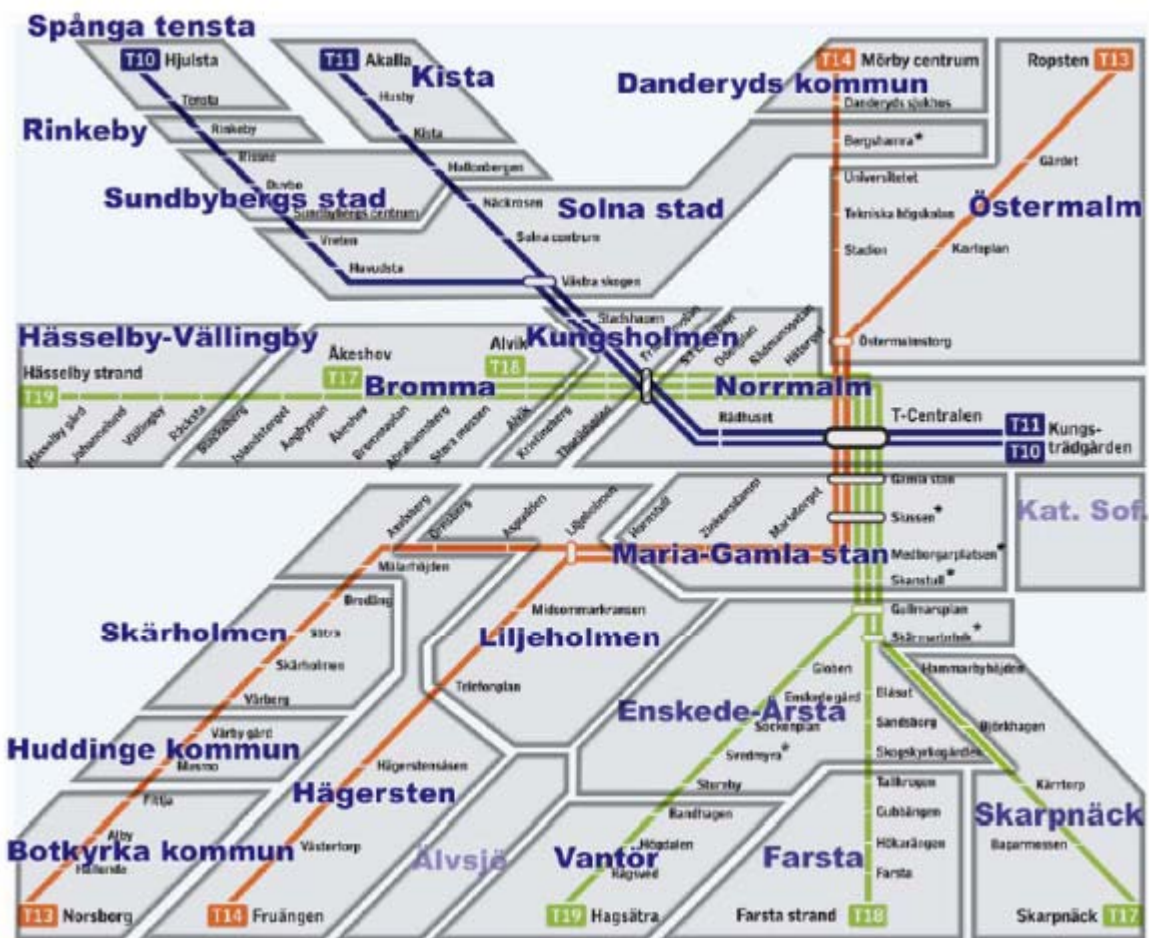 Spånga tensta
T10 Hjulsta
Tensta
T11 Akalla
Kista
Husby
Kista
T14 Mörby centrum
Danderyds kommun
Danderyds sjukhus
Ropsten T13
Rinkeby
Rinkeby
Rissne
Duvbo
Hallonbergen
Sundbybergs stad
Sundbybergs centrum
Bergshamra*
Universitetet
Gärdet
Näckrosen
Solna stad
Solna centrum
Vreten
Huvudsta
Västra skogen
Tekniska högskolan
Östermalm
Stadion
Karlaplan
Hässelby-Vällingby
Hässelby strand
T19
Åkeshov
T17
Alvik
T18
Bromma
Stadshagen
Kungsholmen
Norrmalm
Odenplan
Rådmansgatan
Hötorget
Östermalmstorg
Hässelby gård
Johannelund
Vällingby
Råcksta
Blackeberg
Islandstorget
Ängbyplan
Åkeshov
Brommaplan
Abrahamsberg
Stora mossen
Alvik
Kristineberg
Thorildsplan
Rådhuset
T-Centralen
T11
T10
Kungs-
trädgården
Gamla stan
Slussen*
Kat. Sof.
Axelsberg
Örnsberg
Aspudden
Liljeholmen
Hornstull
Zinkensdamm
Mariatorget
Maria-Gamla stan
Medborgarplatsen*
Skanstull*
Mälarhöjden
Bredäng
Sätra
Skärholmen
Skärholmen
Vårberg
Midsommarkransen
Liljeholmen
Telefonplan
Gullmarsplan
Skärmarbrink*
Globen
Enskede gård
Enskede-Årsta
Sockenplan
Svedmyra*
Stureby
Hammarbyhöjden
Blåsut
Sandsborg
Skogskyrkogården
Björkhagen
Huddinge kommun
Vårby gård
Masmo
Hägerstensåsen
Hägersten
Västertorp
Fittja
Alby
Botkyrka kommun
Hallunda
T13 Norsborg
T14 Fruängen
Älvsjö
Bandhagen
Högdalen
Vantör
Rågsved
T19 Hagsätra
Tallkrogen
Gubbängen
Hökarängen
Farsta
Farsta
Farsta strand T18
Kärrtorp
Skarpnäck
Bagarmossen
Skarpnäck T17